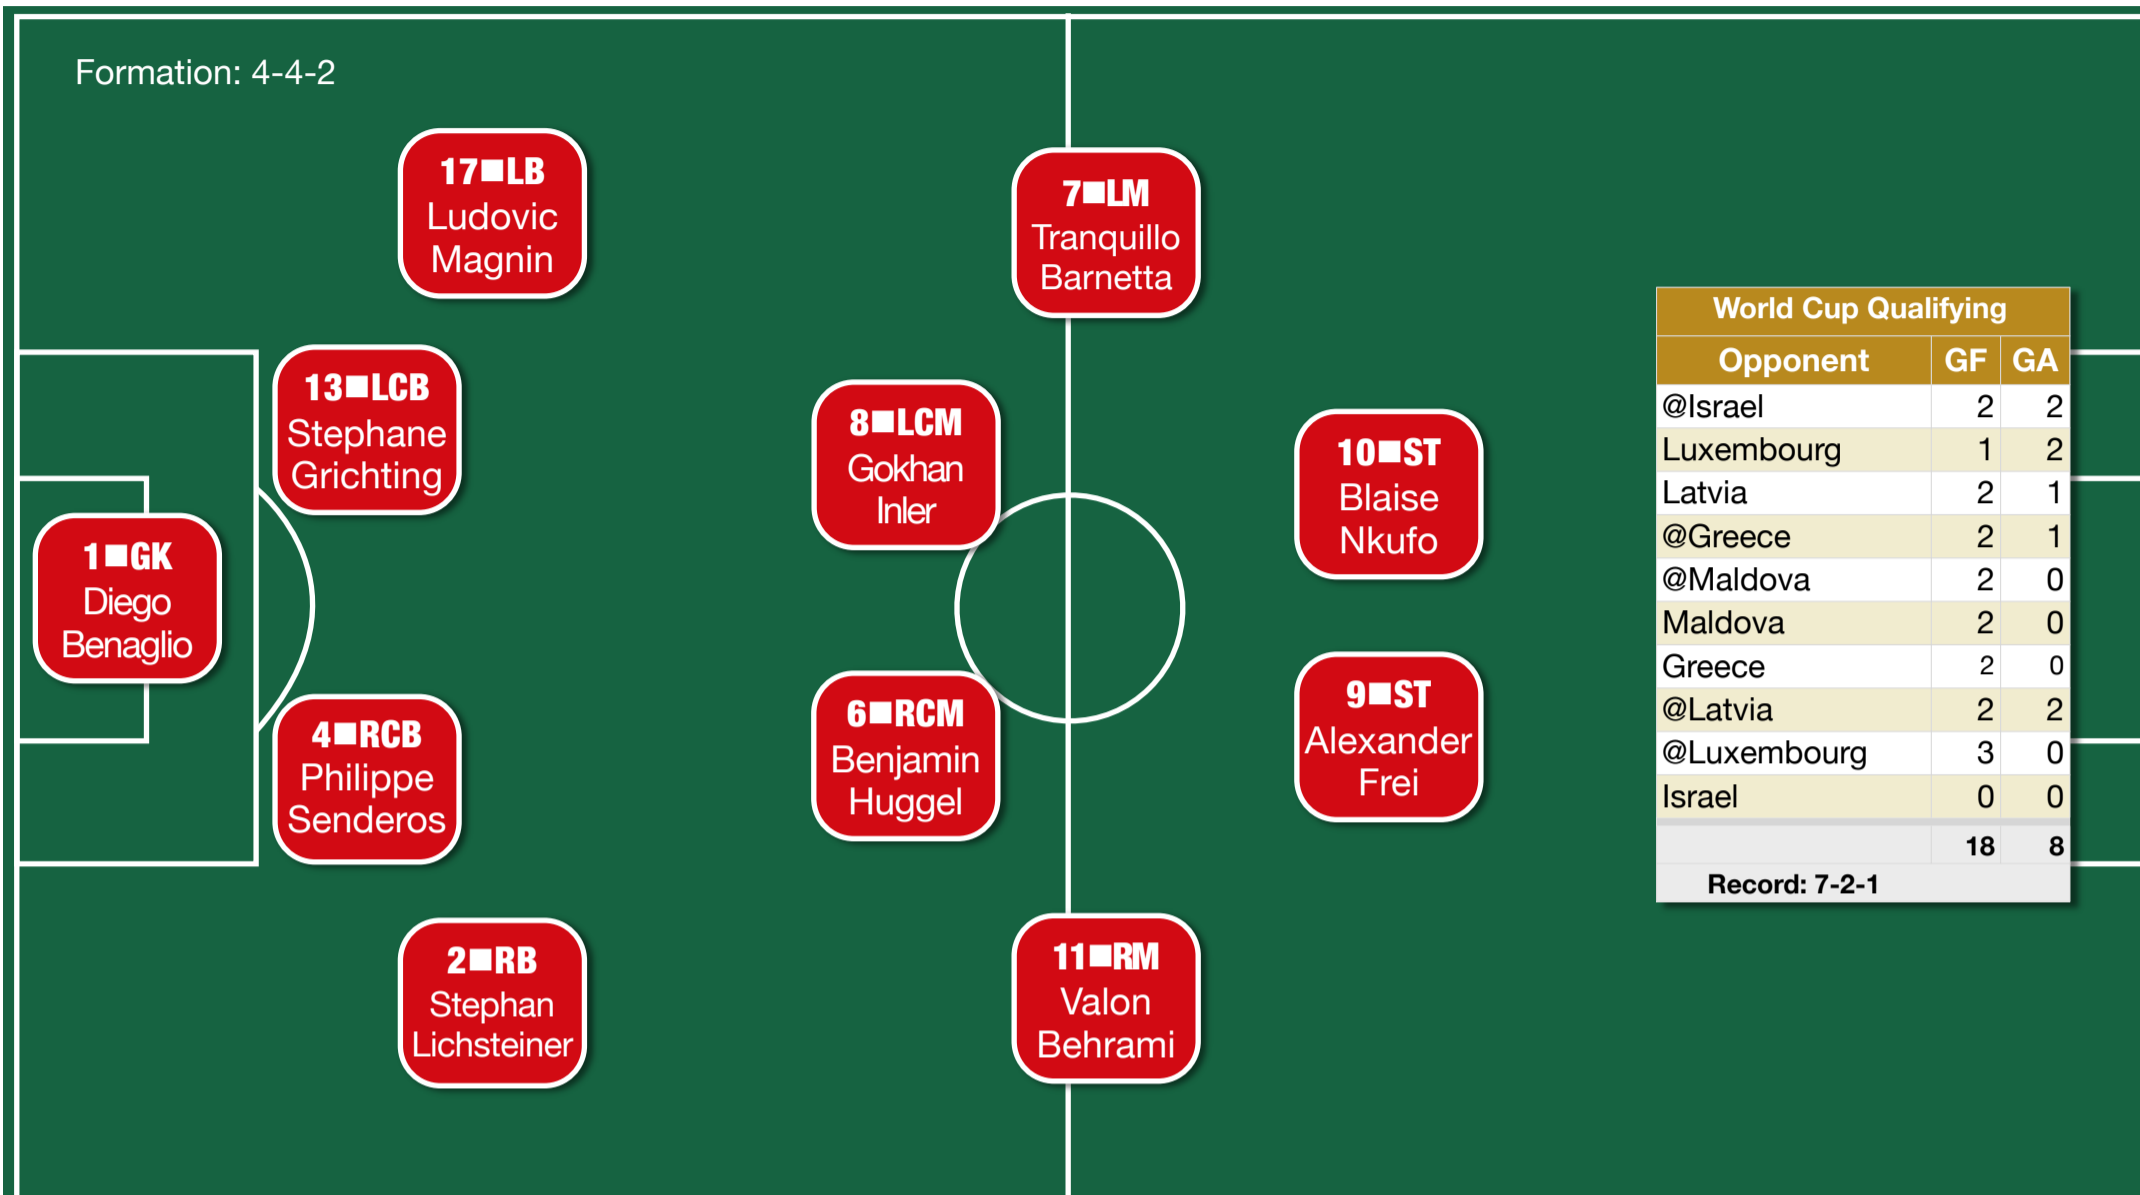 Formation: 4-4-2
17■LB
Ludovic
Magnin
7■LM
Tranquillo
Barnetta
13■LCB
Stephane
Grichting
8■LCM
Gokhan
Inler
10■ST
Blaise
Nkufo
1■GK
Diego
Benaglio
4■RCB
Philippe
Senderos
6■RCM
Benjamin
Huggel
9■ST
Alexander
Frei
2■RB
Stephan
Lichsteiner
11■RM
Valon
Behrami
World Cup Qualifying
Opponent GF GA
@Israel 2 2
Luxembourg 1 2
Latvia 2 1
@Greece 2 1
@Maldova 2 0
Maldova 2 0
Greece 2 0
@Latvia 2 2
@Luxembourg 3 0
Israel 0 0
18 8
Record: 7-2-1